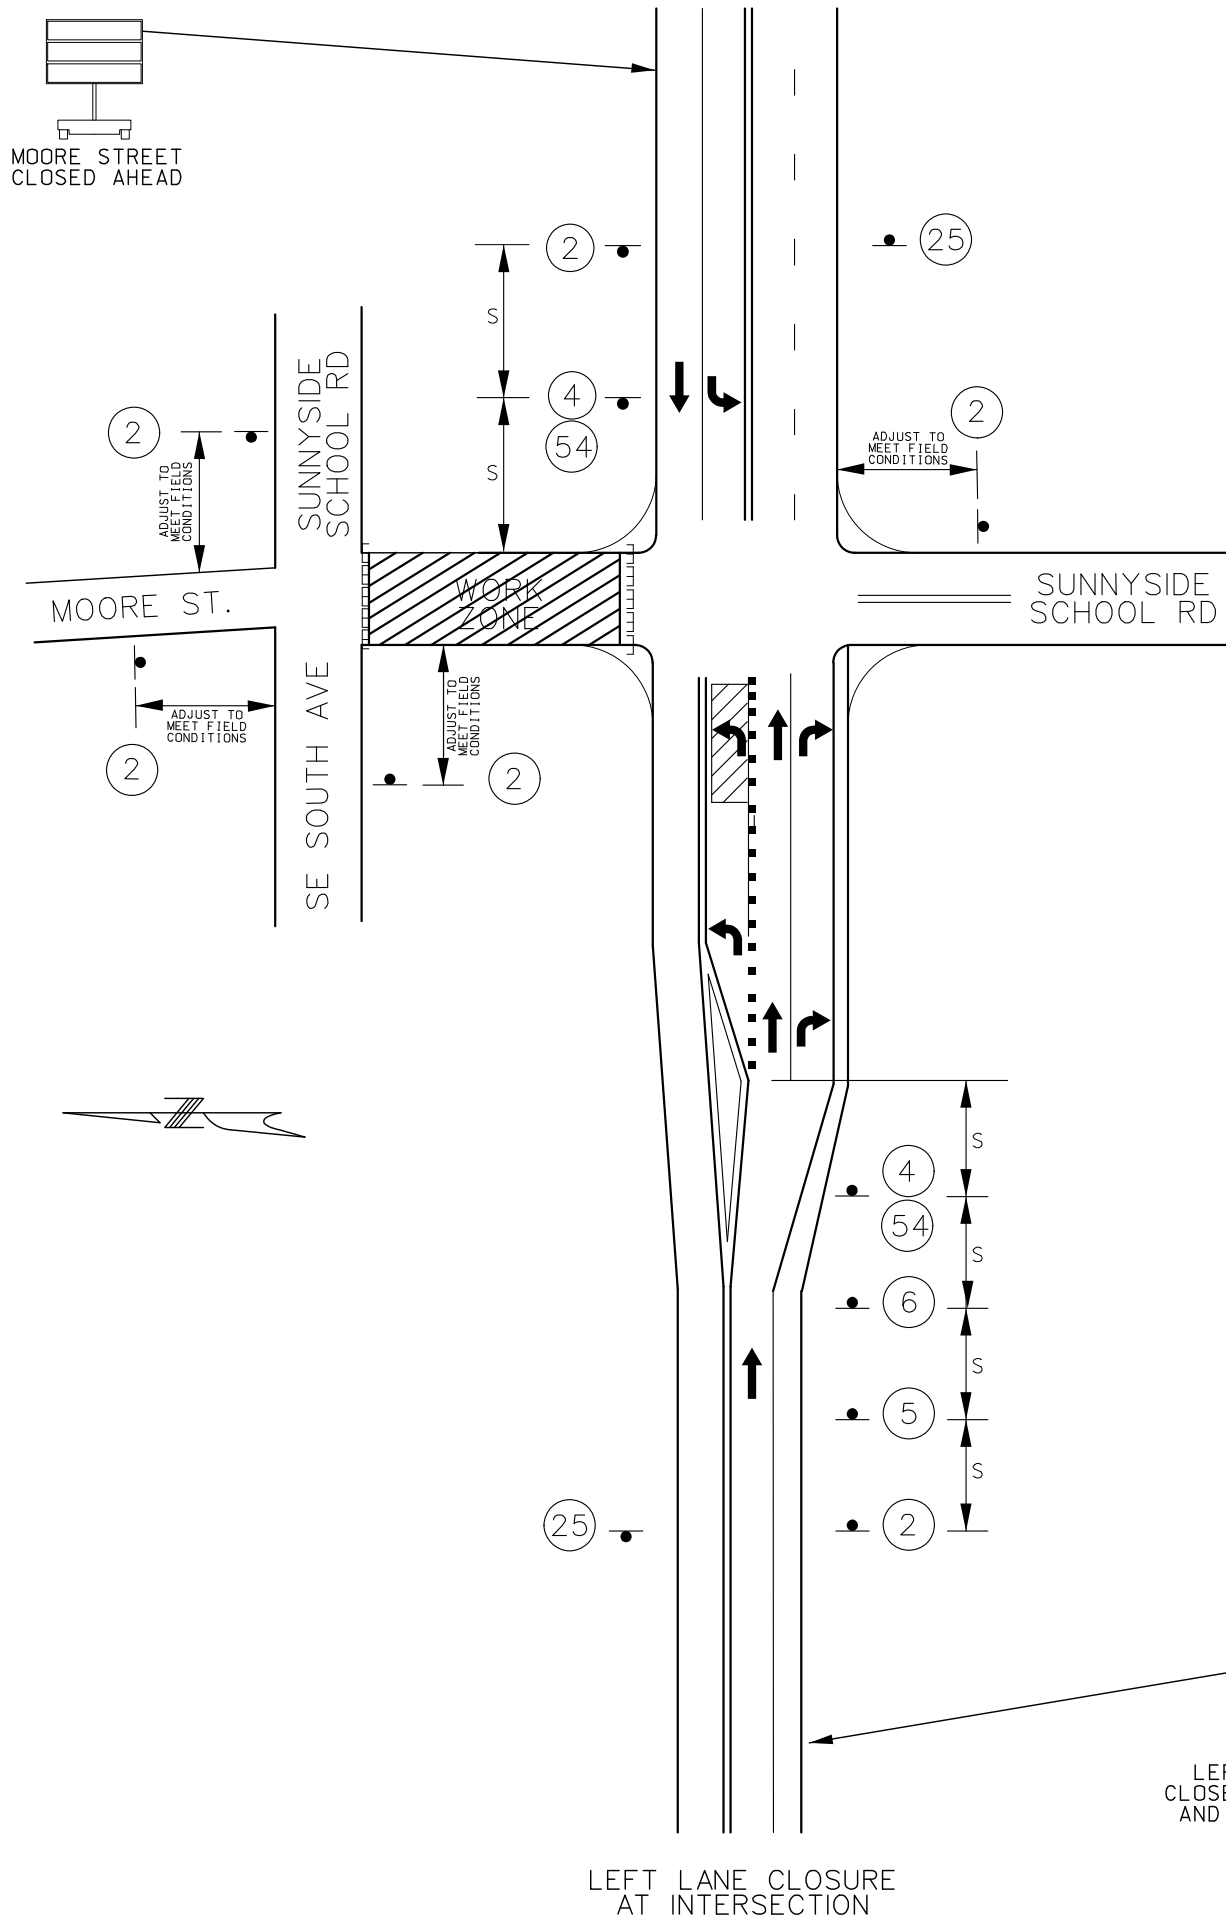 MOORE STREET
CLOSED AHEAD
2
25
S
4
54
S
SUNNYSIDE
SCHOOL RD
2
ADJUST TO
MEET FIELD
CONDITIONS
2
ADJUST TO
MEET FIELD
CONDITIONS
MOORE ST.
WORK
ZONE
SUNNYSIDE
SCHOOL RD
ADJUST TO
MEET FIELD
CONDITIONS
2
SE SOUTH AVE
ADJUST TO
MEET FIELD
CONDITIONS
2
S
4
54
S
6
S
5
S
25
2
AND
LEFT LANE CLOSURE
AT INTERSECTION